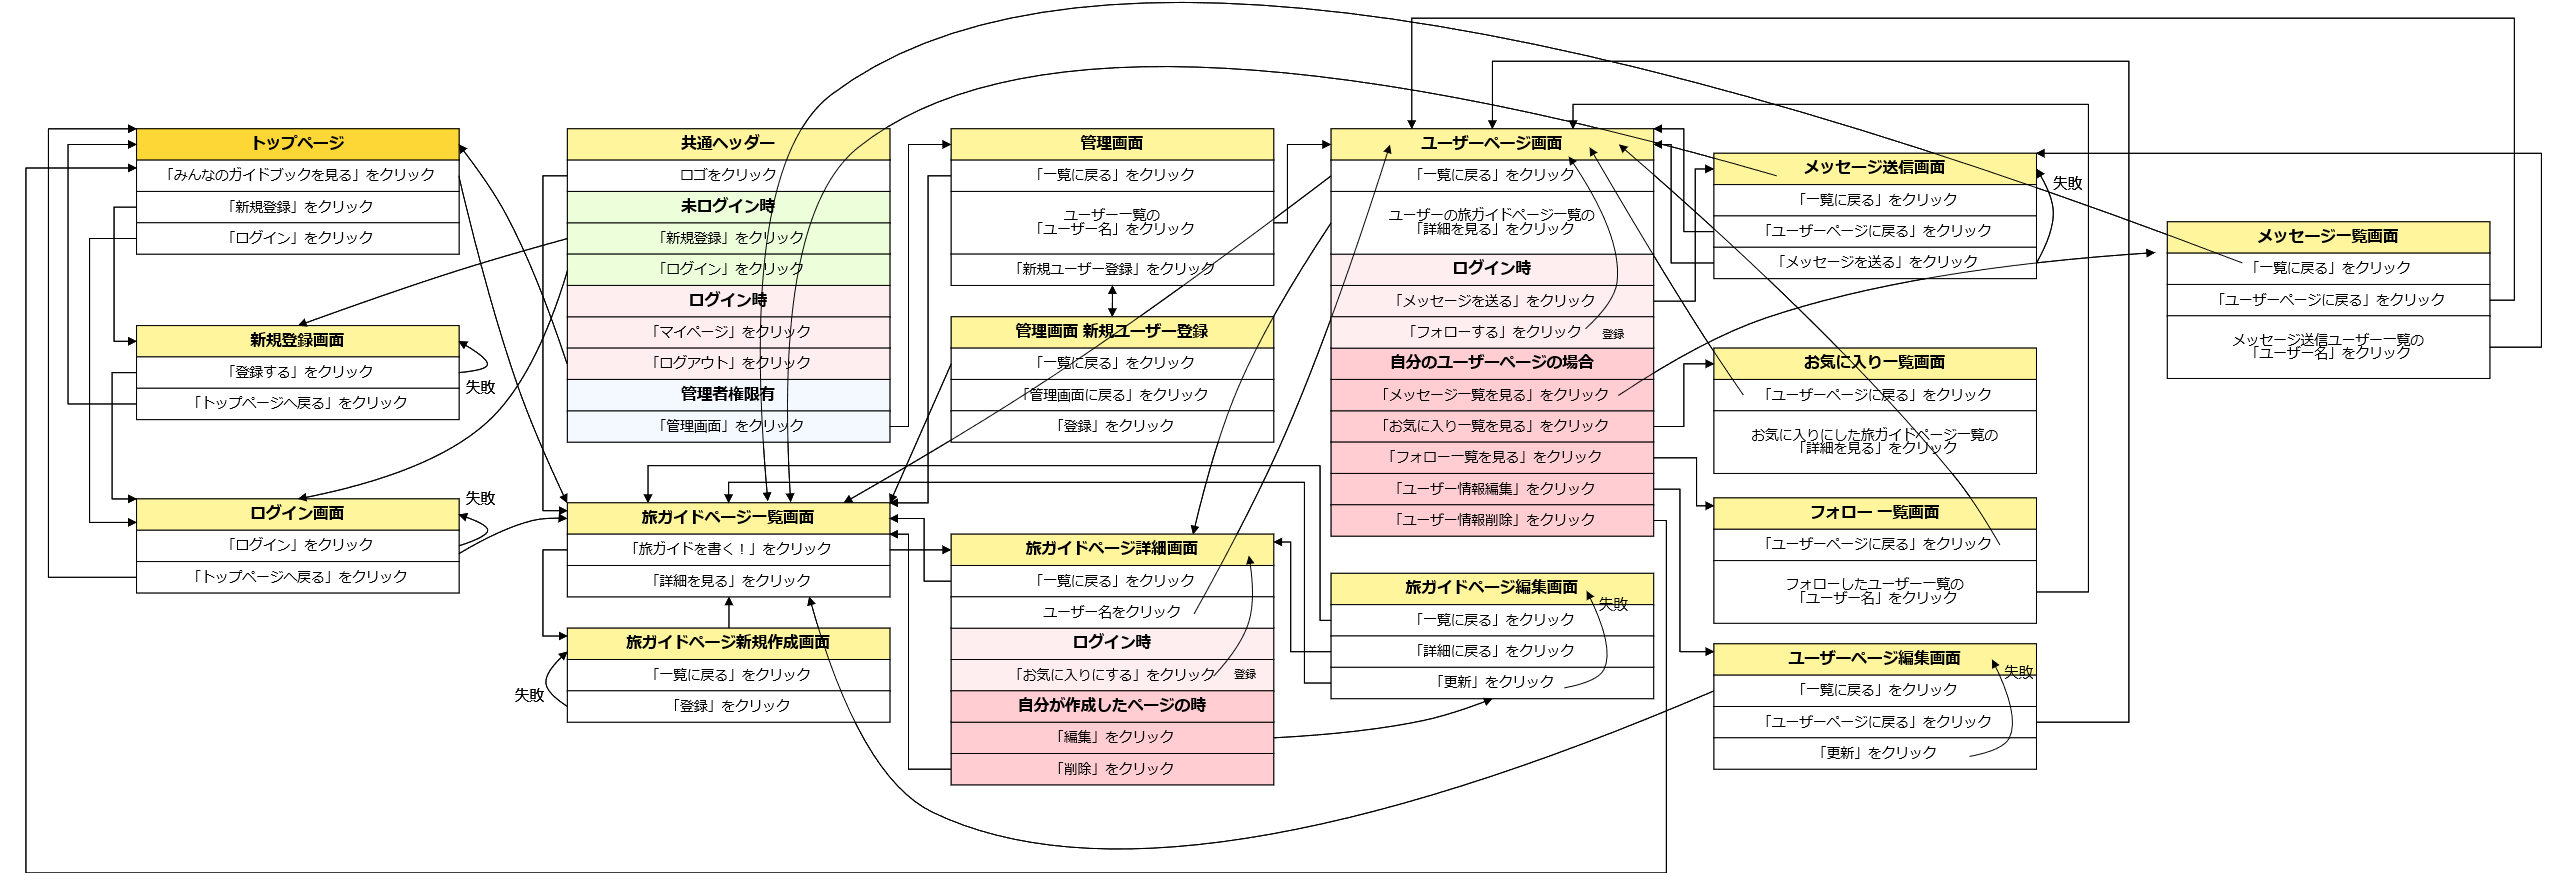 トップページ
「みんなのガイドブックを見る」をクリック
「新規登録」をクリック
「ログイン」をクリック
新規登録画面
「登録する」をクリック
「トップページへ戻る」をクリック
失敗
ログイン画面
「ログイン」をクリック
「トップページへ戻る」をクリック
失敗
共通ヘッダー
ロゴをクリック
未ログイン時
「新規登録」をクリック
「ログイン」をクリック
ログイン時
「マイページ」をクリック
「ログアウト」をクリック
管理者権限有
「管理画面」をクリック
旅ガイドページ一覧画面
「旅ガイドを書く！」をクリック
「詳細を見る」をクリック
旅ガイドページ新規作成画面
「一覧に戻る」をクリック
「登録」をクリック
失敗
管理画面
「一覧に戻る」をクリック
ユーザー一覧の
「ユーザー名」をクリック
「新規ユーザー登録」をクリック
管理画面 新規ユーザー登録
「一覧に戻る」をクリック
「管理画面に戻る」をクリック
「登録」をクリック
旅ガイドページ詳細画面
「一覧に戻る」をクリック
ユーザー名をクリック
ログイン時
「お気に入りにする」をクリック
登録
自分が作成したページの時
「編集」をクリック
「削除」をクリック
ユーザーページ画面
「一覧に戻る」をクリック
ユーザーの旅ガイドページ一覧の
「詳細を見る」をクリック
ログイン時
「メッセージを送る」をクリック
「フォローする」をクリック
登録
自分のユーザーページの場合
「メッセージ一覧を見る」をクリック
「お気に入り一覧を見る」をクリック
「フォロー一覧を見る」をクリック
「ユーザー情報編集」をクリック
「ユーザー情報削除」をクリック
旅ガイドページ編集画面
失敗
「一覧に戻る」をクリック
「詳細に戻る」をクリック
「更新」をクリック
メッセージ送信画面
失敗
「一覧に戻る」をクリック
「ユーザーページに戻る」をクリック
「メッセージを送る」をクリック
お気に入り一覧画面
「ユーザーページに戻る」をクリック
お気に入りにした旅ガイドページ一覧の
「詳細を見る」をクリック
フォロー 一覧画面
「ユーザーページに戻る」をクリック
フォローしたユーザー一覧の
「ユーザー名」をクリック
ユーザーページ編集画面
失敗
「一覧に戻る」をクリック
「ユーザーページに戻る」をクリック
「更新」をクリック
メッセージ一覧画面
「一覧に戻る」をクリック
「ユーザーページに戻る」をクリック
メッセージ送信ユーザー一覧の
「ユーザー名」をクリック